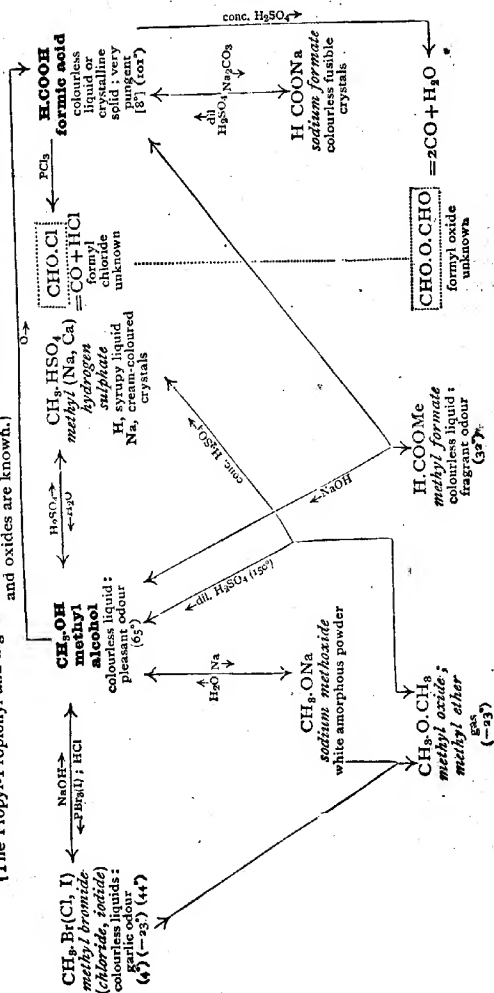 and oxides are known.)
O→
CH₃.Br(Cl, I)
methyl bromide
(chloride, iodide)
colourless liquids :
garlic odour
(4°) (-23°) (44°)
NaOH→
←PBr₃(I) ; HCl
CH₃.OH
methyl
alcohol
colourless liquid :
pleasant odour
(65°)
H₂SO₄→
←H₂O
CH₃.HSO₄
methyl (Na, Ca)
hydrogen
sulphate
H, syrupy liquid
Na, cream-coloured
crystals
CHO.Cl
=CO+HCl
formyl
chloride
unknown
PCl₃
H.COOH
formic acid
colourless
liquid or
crystalline
solid ; very
pungent
[8°] (101°)
conc. H₂SO₄→
H₂O Na
conc. H₂SO₄→
←dil. H₂SO₄ (150°)
←NaOH
dil
H₂SO₄ Na₂CO₃
CH₃.ONa
sodium methoxide
white amorphous powder
H COONa
sodium formate
colourless fusible
crystals
CH₃.O.CH₃
methyl oxide ;
methyl ether
gas
(-23°)
H.COOMe
methyl formate
colourless liquid :
fragrant odour
(32°)
CHO.O.CHO =2CO+H₂O
formyl oxide
unknown